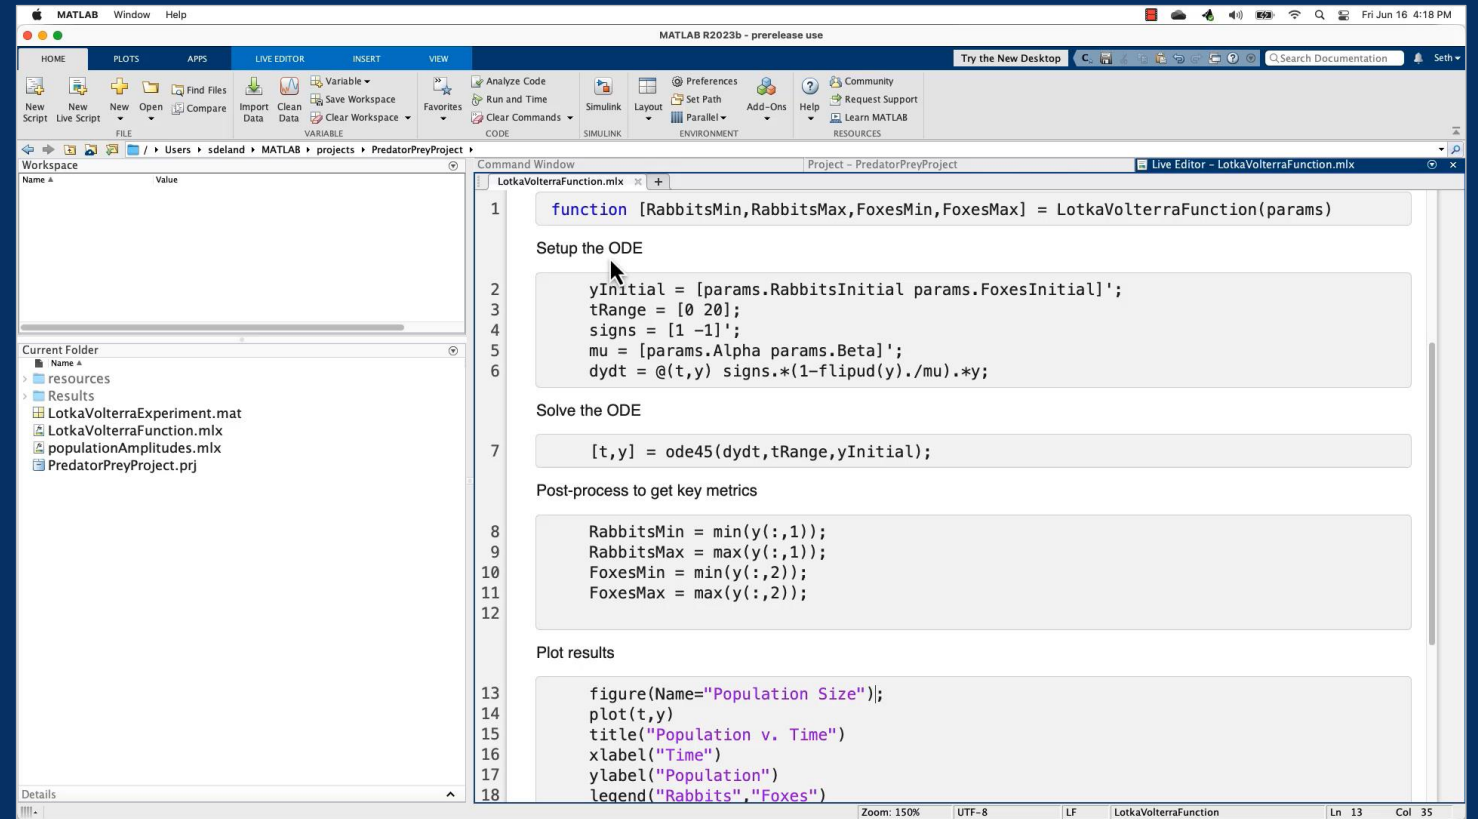 MATLAB Window Help Fri Jun 16 4:18 PM
MATLAB R2023b - prerelease use
HOME PLOTS APPS LIVE EDITOR INSERT VIEW Try the New Desktop Search Documentation Seth
New Script
New Live Script
New
Open
Find Files
Compare
FILE
Import Data
Clean Data
Variable
Save Workspace
Clear Workspace
VARIABLE
Favorites
Analyze Code
Run and Time
Clear Commands
CODE
Simulink
SIMULINK
Layout
Preferences
Set Path
Parallel
Add-Ons
ENVIRONMENT
Help
Community
Request Support
Learn MATLAB
RESOURCES
/ Users sdeland MATLAB projects PredatorPreyProject
Workspace
Name Value
Current Folder
Name
resources
Results
LotkaVolterraExperiment.mat
LotkaVolterraFunction.mlx
populationAmplitudes.mlx
PredatorPreyProject.prj
Details
Command Window Project - PredatorPreyProject Live Editor - LotkaVolterraFunction.mlx
LotkaVolterraFunction.mlx
1 function [RabbitsMin,RabbitsMax,FoxesMin,FoxesMax] = LotkaVolterraFunction(params)
Setup the ODE
2 yInitial = [params.RabbitsInitial params.FoxesInitial]';
3 tRange = [0 20];
4 signs = [1 -1]';
5 mu = [params.Alpha params.Beta]';
6 dydt = @(t,y) signs.*(1-flipud(y)./mu).*y;
Solve the ODE
7 [t,y] = ode45(dydt,tRange,yInitial);
Post-process to get key metrics
8 RabbitsMin = min(y(:,1));
9 RabbitsMax = max(y(:,1));
10 FoxesMin = min(y(:,2));
11 FoxesMax = max(y(:,2));
12
Plot results
13 figure(Name="Population Size");
14 plot(t,y)
15 title("Population v. Time")
16 xlabel("Time")
17 ylabel("Population")
18 legend("Rabbits","Foxes")
Zoom: 150% UTF-8 LF LotkaVolterraFunction Ln 13 Col 35